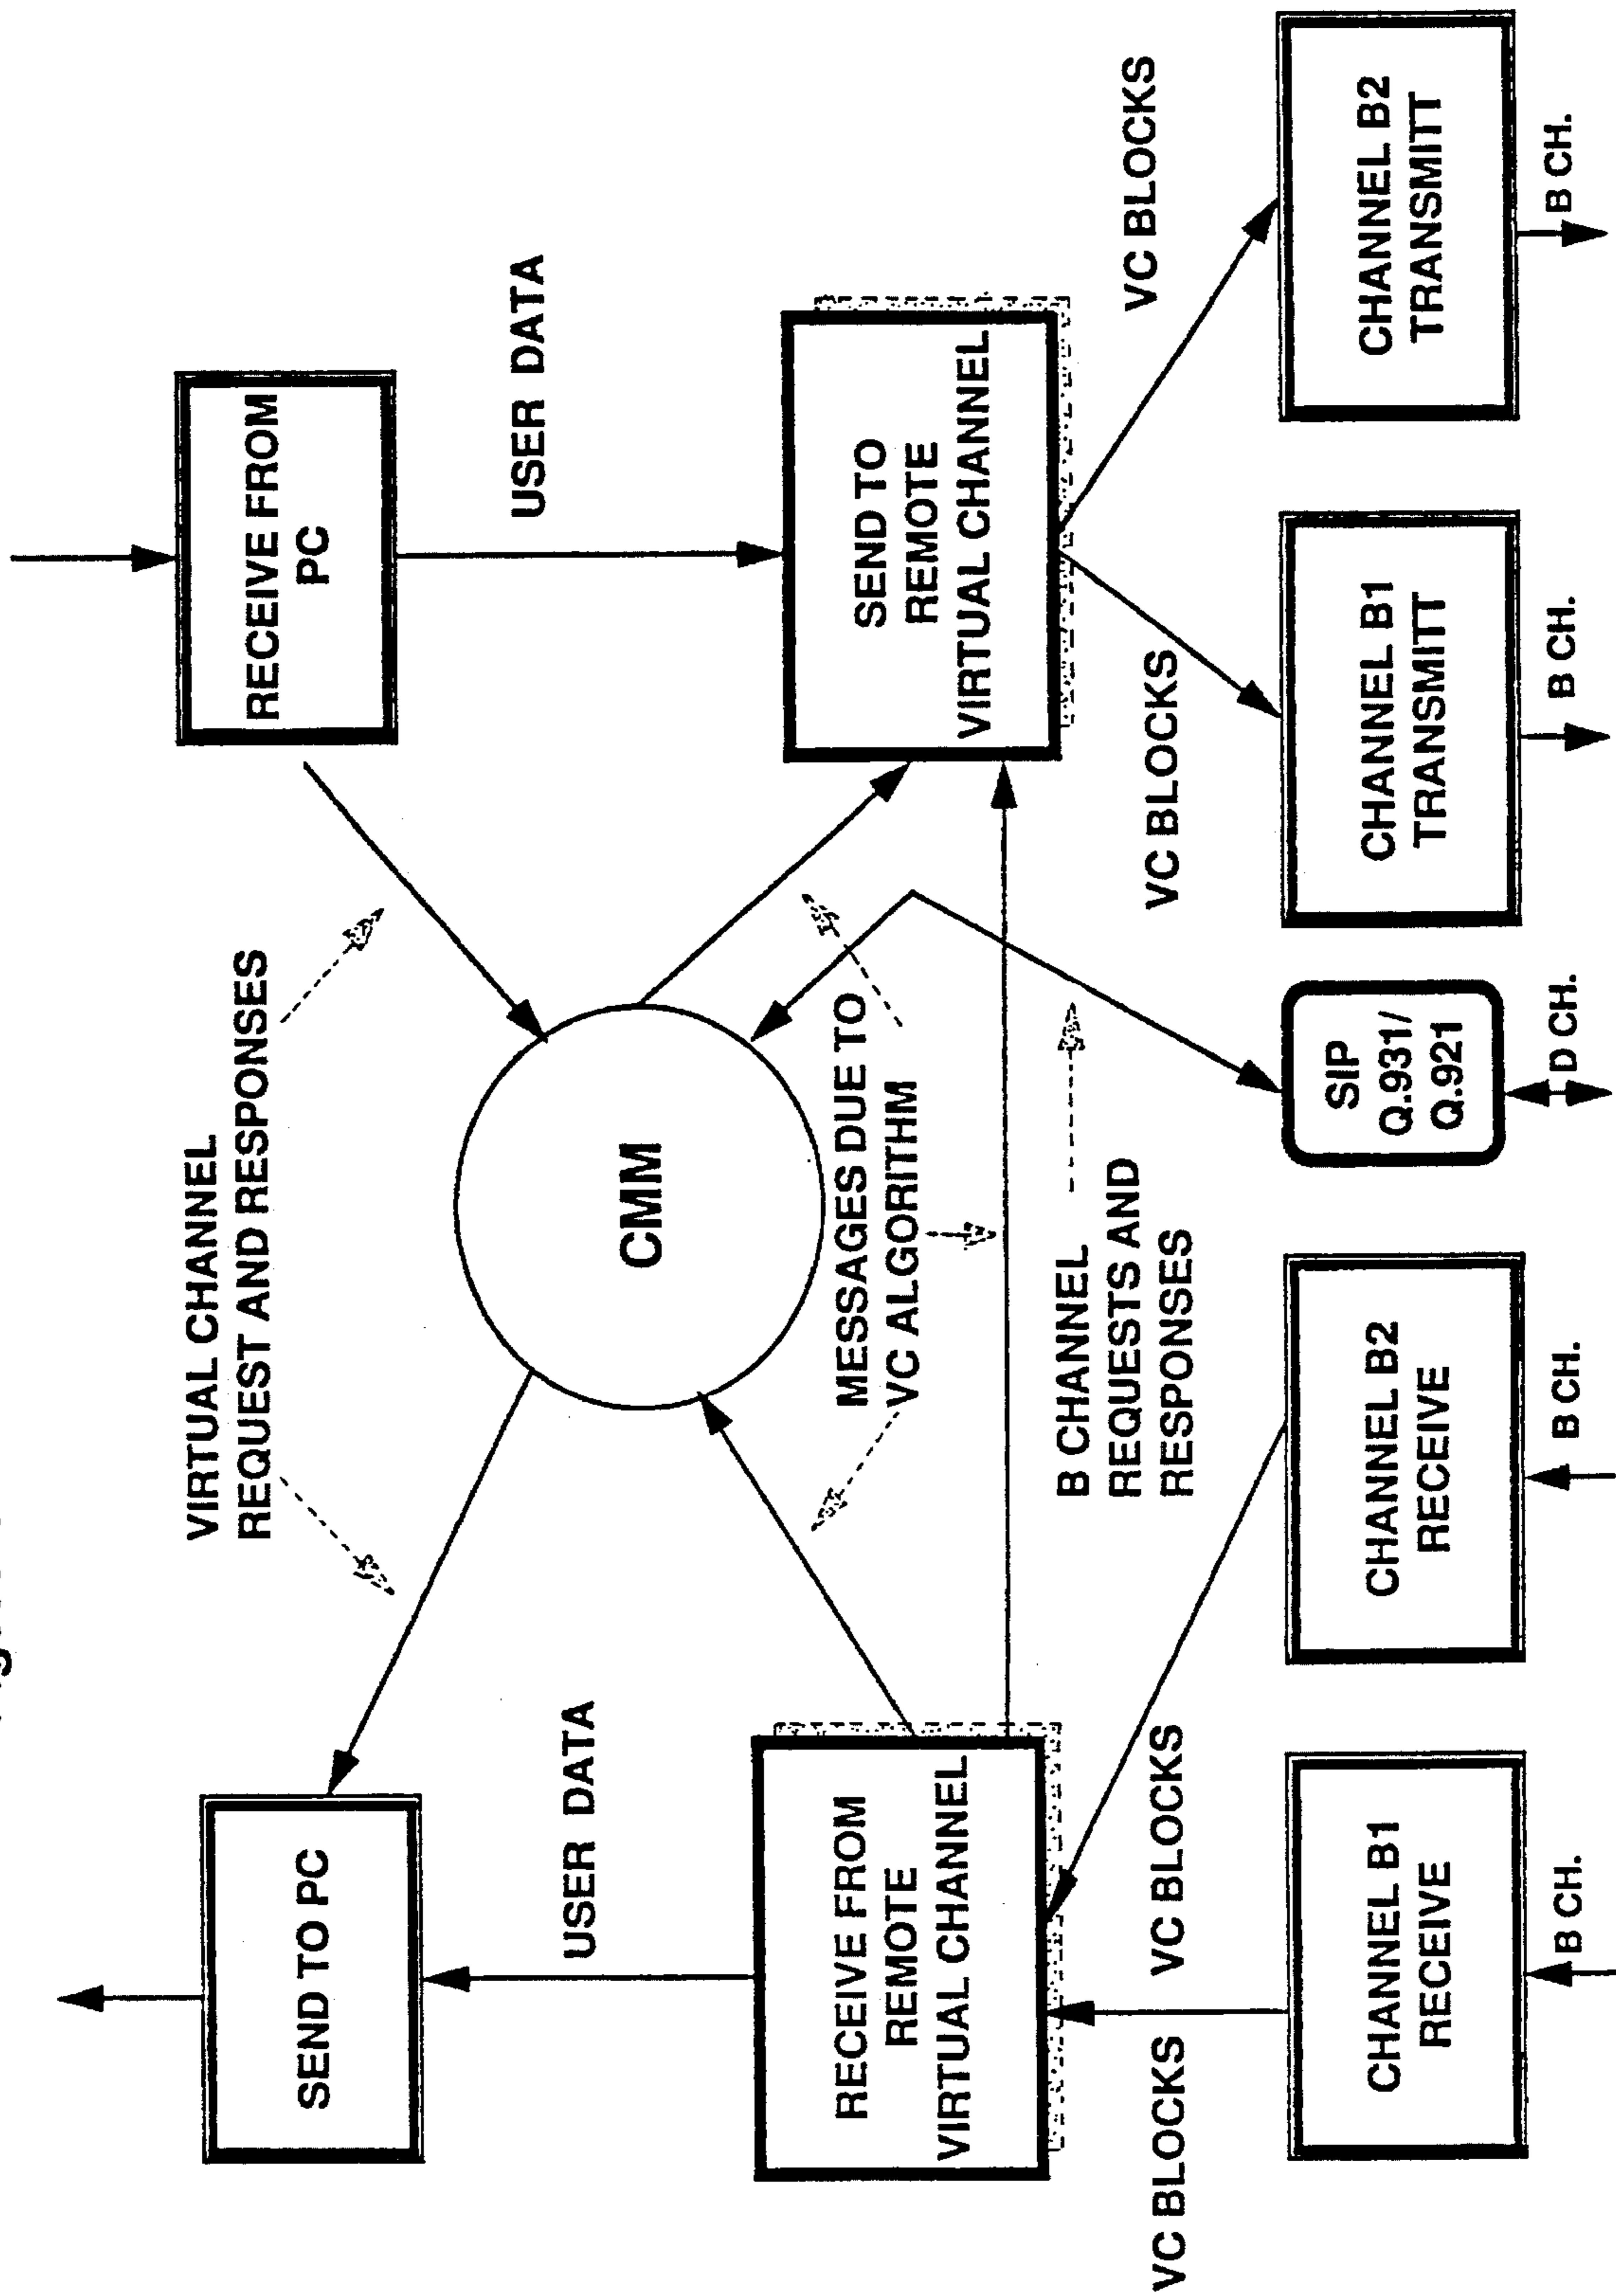 VIRTUAL CHANNEL
REQUEST AND RESPONSES
SEND TO PC
RECEIVE FROM
PC
USER DATA
USER DATA
CMM
MESSAGES DUE TO
VC ALGORITHM
RECEIVE FROM
REMOTE
VIRTUAL CHANNEL
SEND TO
REMOTE
VIRTUAL CHANNEL
B CHANNEL
REQUESTS AND
RESPONSES
VC BLOCKS
VC BLOCKS
VC BLOCKS
VC BLOCKS
CHANNEL B1
RECEIVE
CHANNEL B2
RECEIVE
SIP
Q.931/
Q.921
CHANNEL B1
TRANSMITT
CHANNEL B2
TRANSMITT
B CH.
B CH.
D CH.
B CH.
B CH.